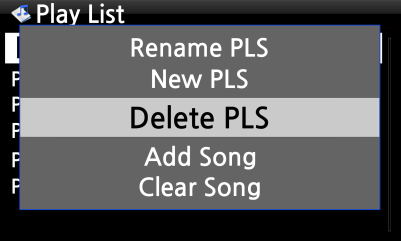 Play List
Rename PLS
New PLS
Delete PLS
Add Song
Clear Song